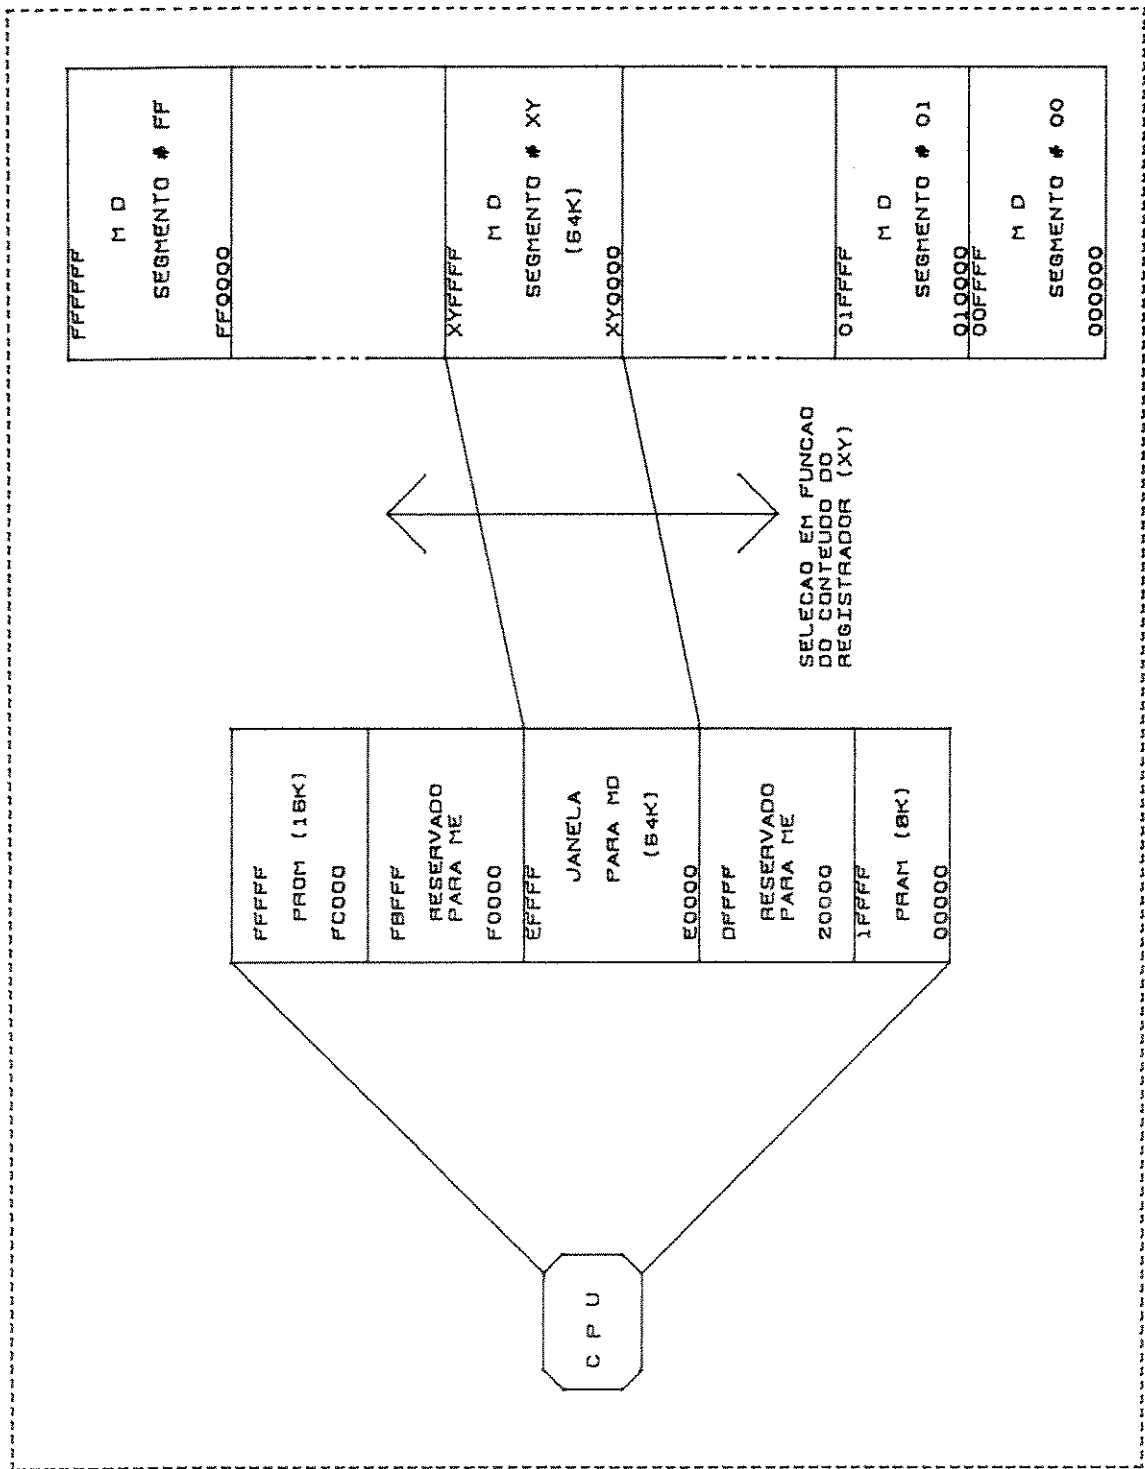 C P U
FFFFF
PROM (16K)
FC000
FBFFF
RESERVADO
PARA ME
F0000
EFFFF
JANELA
PARA MD
(64K)
E0000
DFFFF
RESERVADO
PARA ME
20000
1FFFF
PRAM (8K)
00000
SELECAO EM FUNCAO
DO CONTEUDO DO
REGISTRADOR (XY)
FFFFFF
M D
SEGMENTO # FF
FF0000
XYFFFF
M D
SEGMENTO # XY
(64K)
XY0000
01FFFF
M D
SEGMENTO # 01
010000
00FFFF
M D
SEGMENTO # 00
000000